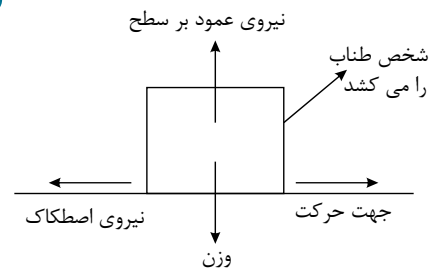 نیروی عمود بر سطح
شخص طناب
را می کشد
جهت حرکت
نیروی اصطکاک
وزن